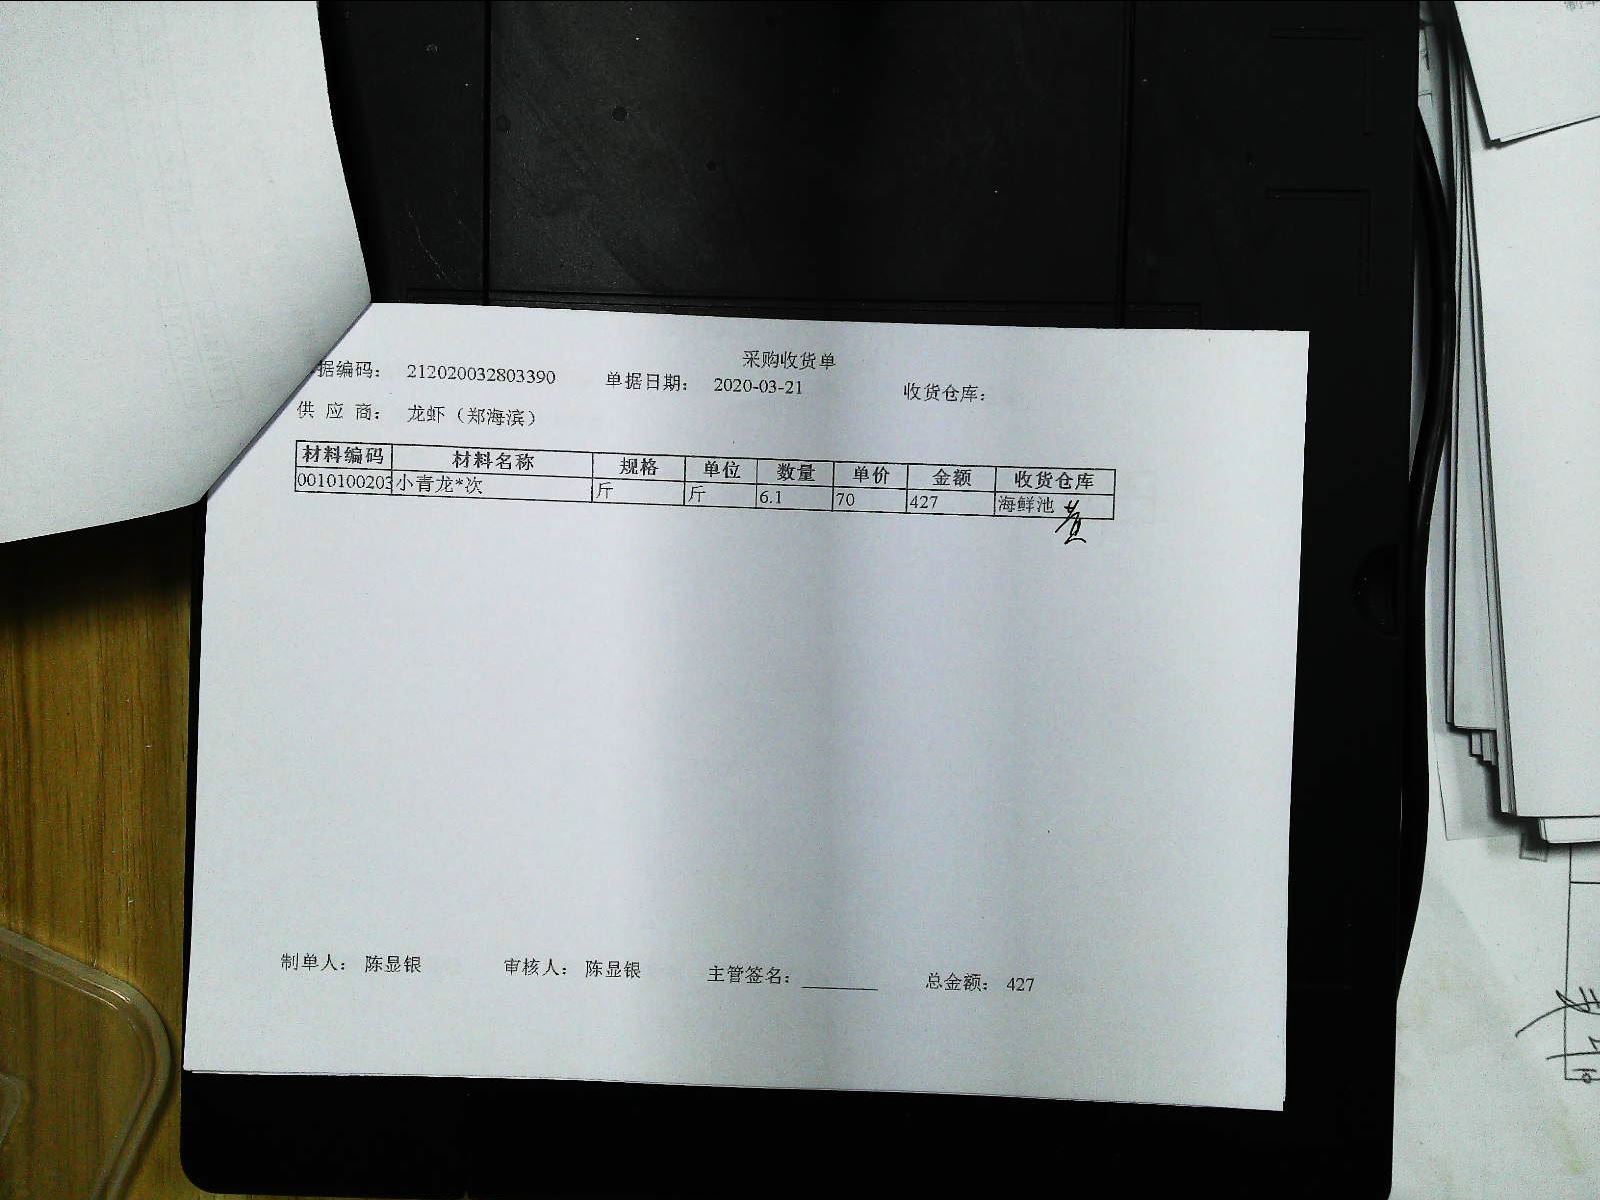 采购收货单
据编码： 212020032803390 单据日期： 2020-03-21 收货仓库：
供 应 商： 龙虾（郑海滨）
材料编码 材料名称 规格 单位 数量 单价 金额 收货仓库
0010100203 小青龙*次 斤 斤 6.1 70 427 海鲜池
制单人： 陈显银 审核人： 陈显银 主管签名： 总金额： 427